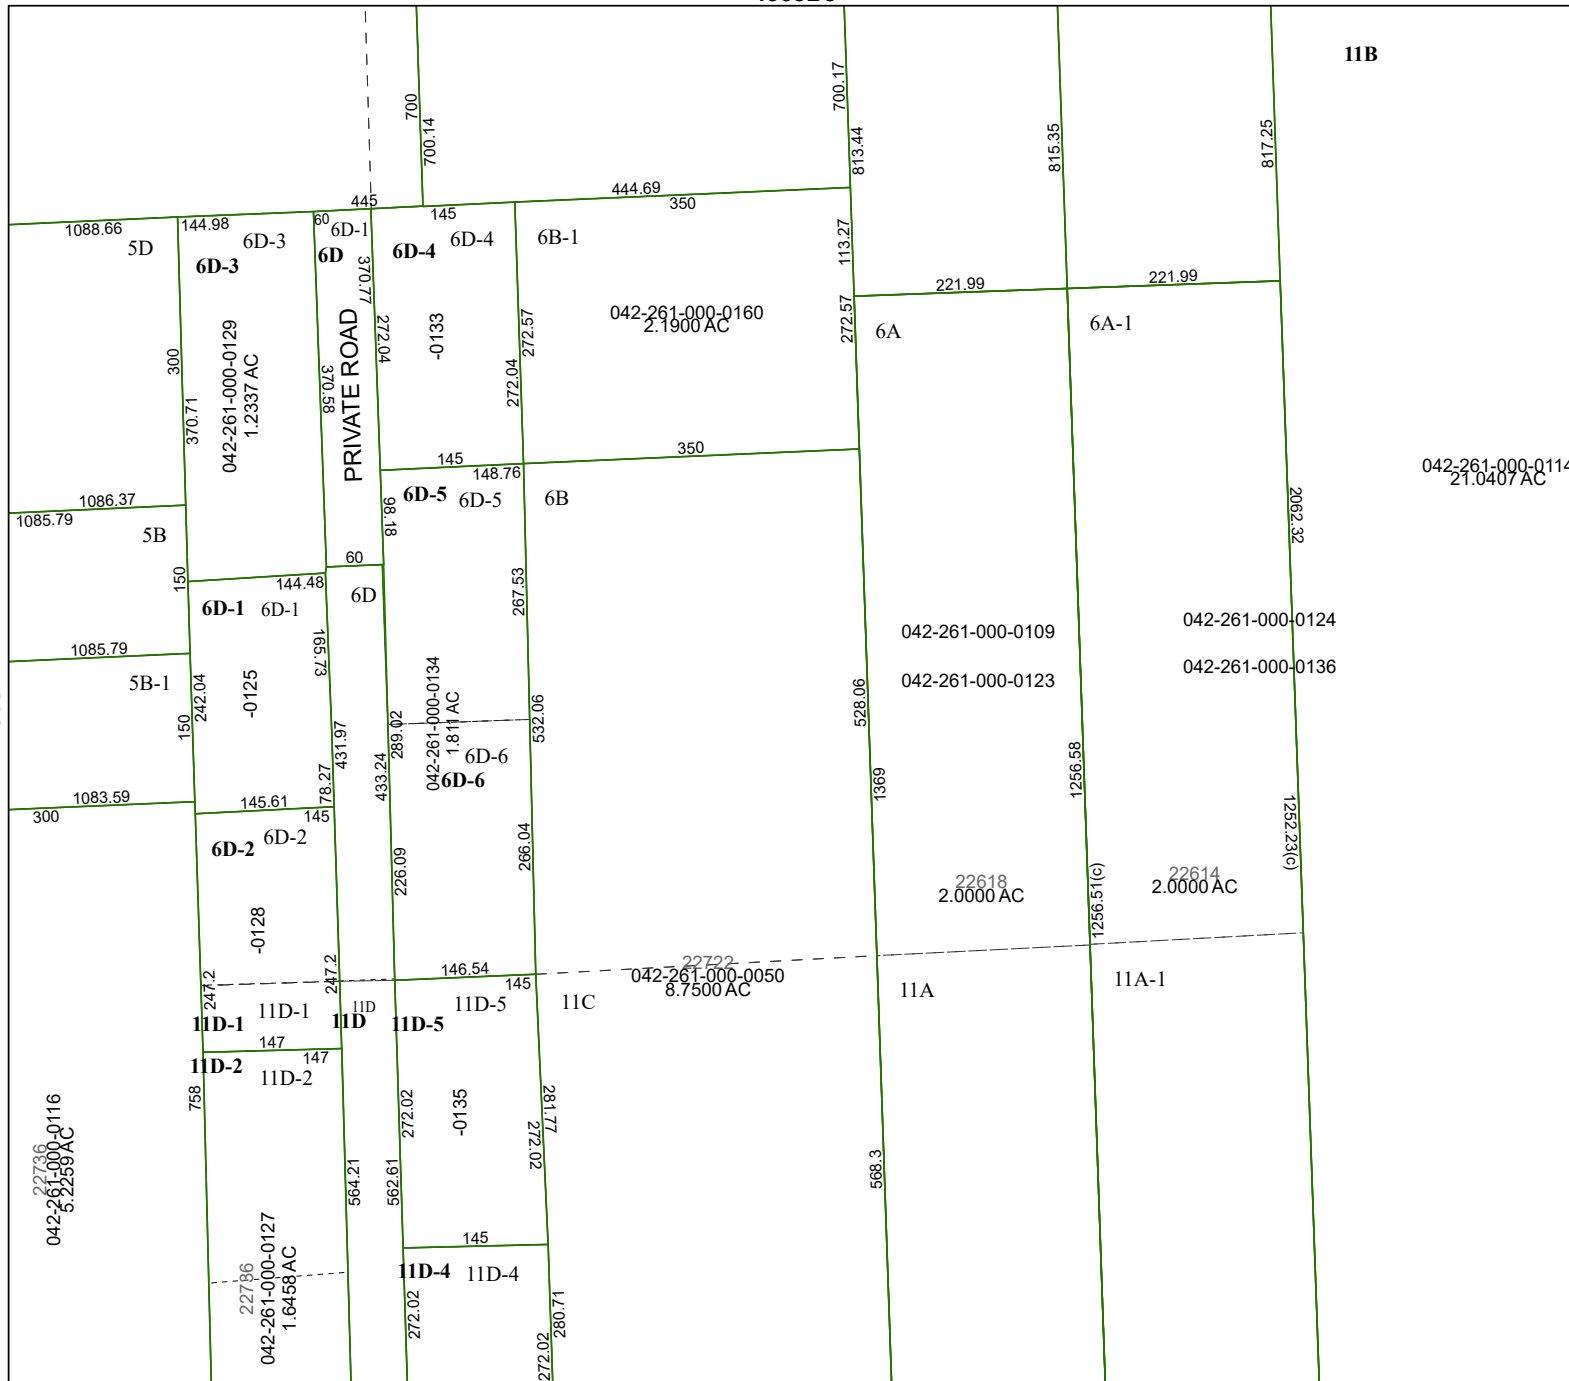 11B
700
700.14
700.17
813.44
815.35
817.25
1088.66
144.98
60
445
145
444.69
350
5D
6D-3
6D-3
6D
6D-1
6D-4
6D-4
6B-1
370.77
113.27
221.99
221.99
042-261-000-0129
1.2337 AC
300
370.71
370.58
PRIVATE ROAD
272.04
-0133
272.57
272.04
042-261-000-0160
2.1900 AC
272.57
6A
6A-1
145
148.76
350
042-261-000-0114
21.0407 AC
1086.37
1085.79
5B
6D-5
6D-5
6B
98.18
2062.32
60
150
144.48
6D
267.53
6D-1
6D-1
165.73
042-261-000-0109
042-261-000-0123
042-261-000-0124
042-261-000-0136
1085.79
5B-1
150
242.04
-0125
431.97
78.27
433.24
289.02
042-261-000-0134
1.811 AC
6D-6
6D-6
532.06
528.06
1369
1256.58
1252.23(c)
1083.59
300
145.61
145
6D-2
6D-2
226.09
266.04
22618
2.0000 AC
22614
2.0000 AC
1256.51(c)
-0128
247.2
247.2
146.54
145
22722
042-261-000-0050
8.7500 AC
11A
11A-1
11D-1
11D-1
11D
11D
11D-5
11D-5
11C
147
147
11D-2
11D-2
758
272.02
-0135
281.77
272.02
042-261-000-0116
22736
5.2259 AC
564.21
562.61
568.3
145
11D-4
11D-4
22736
042-261-000-0127
1.6458 AC
272.02
280.71
272.02